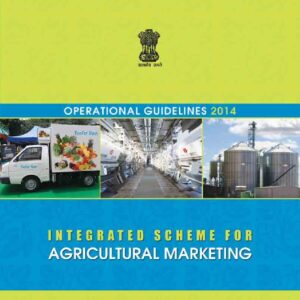 सत्यमेव जयते
OPERATIONAL GUIDELINES 2014
INTEGRATED SCHEME FOR
AGRICULTURAL MARKETING